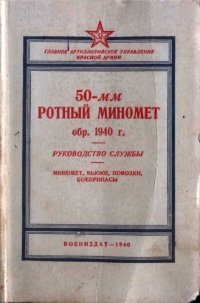 ГЛАВНОЕ АРТИЛЛЕРИЙСКОЕ УПРАВЛЕНИЕ
КРАСНОЙ АРМИИ
50-мм
РОТНЫЙ МИНОМЕТ
обр. 1940 г.
РУКОВОДСТВО СЛУЖБЫ
МИНОМЕТ, ВЬЮКИ, ПОВОЗКИ,
БОЕПРИПАСЫ
ВОЕНИЗДАТ—1940